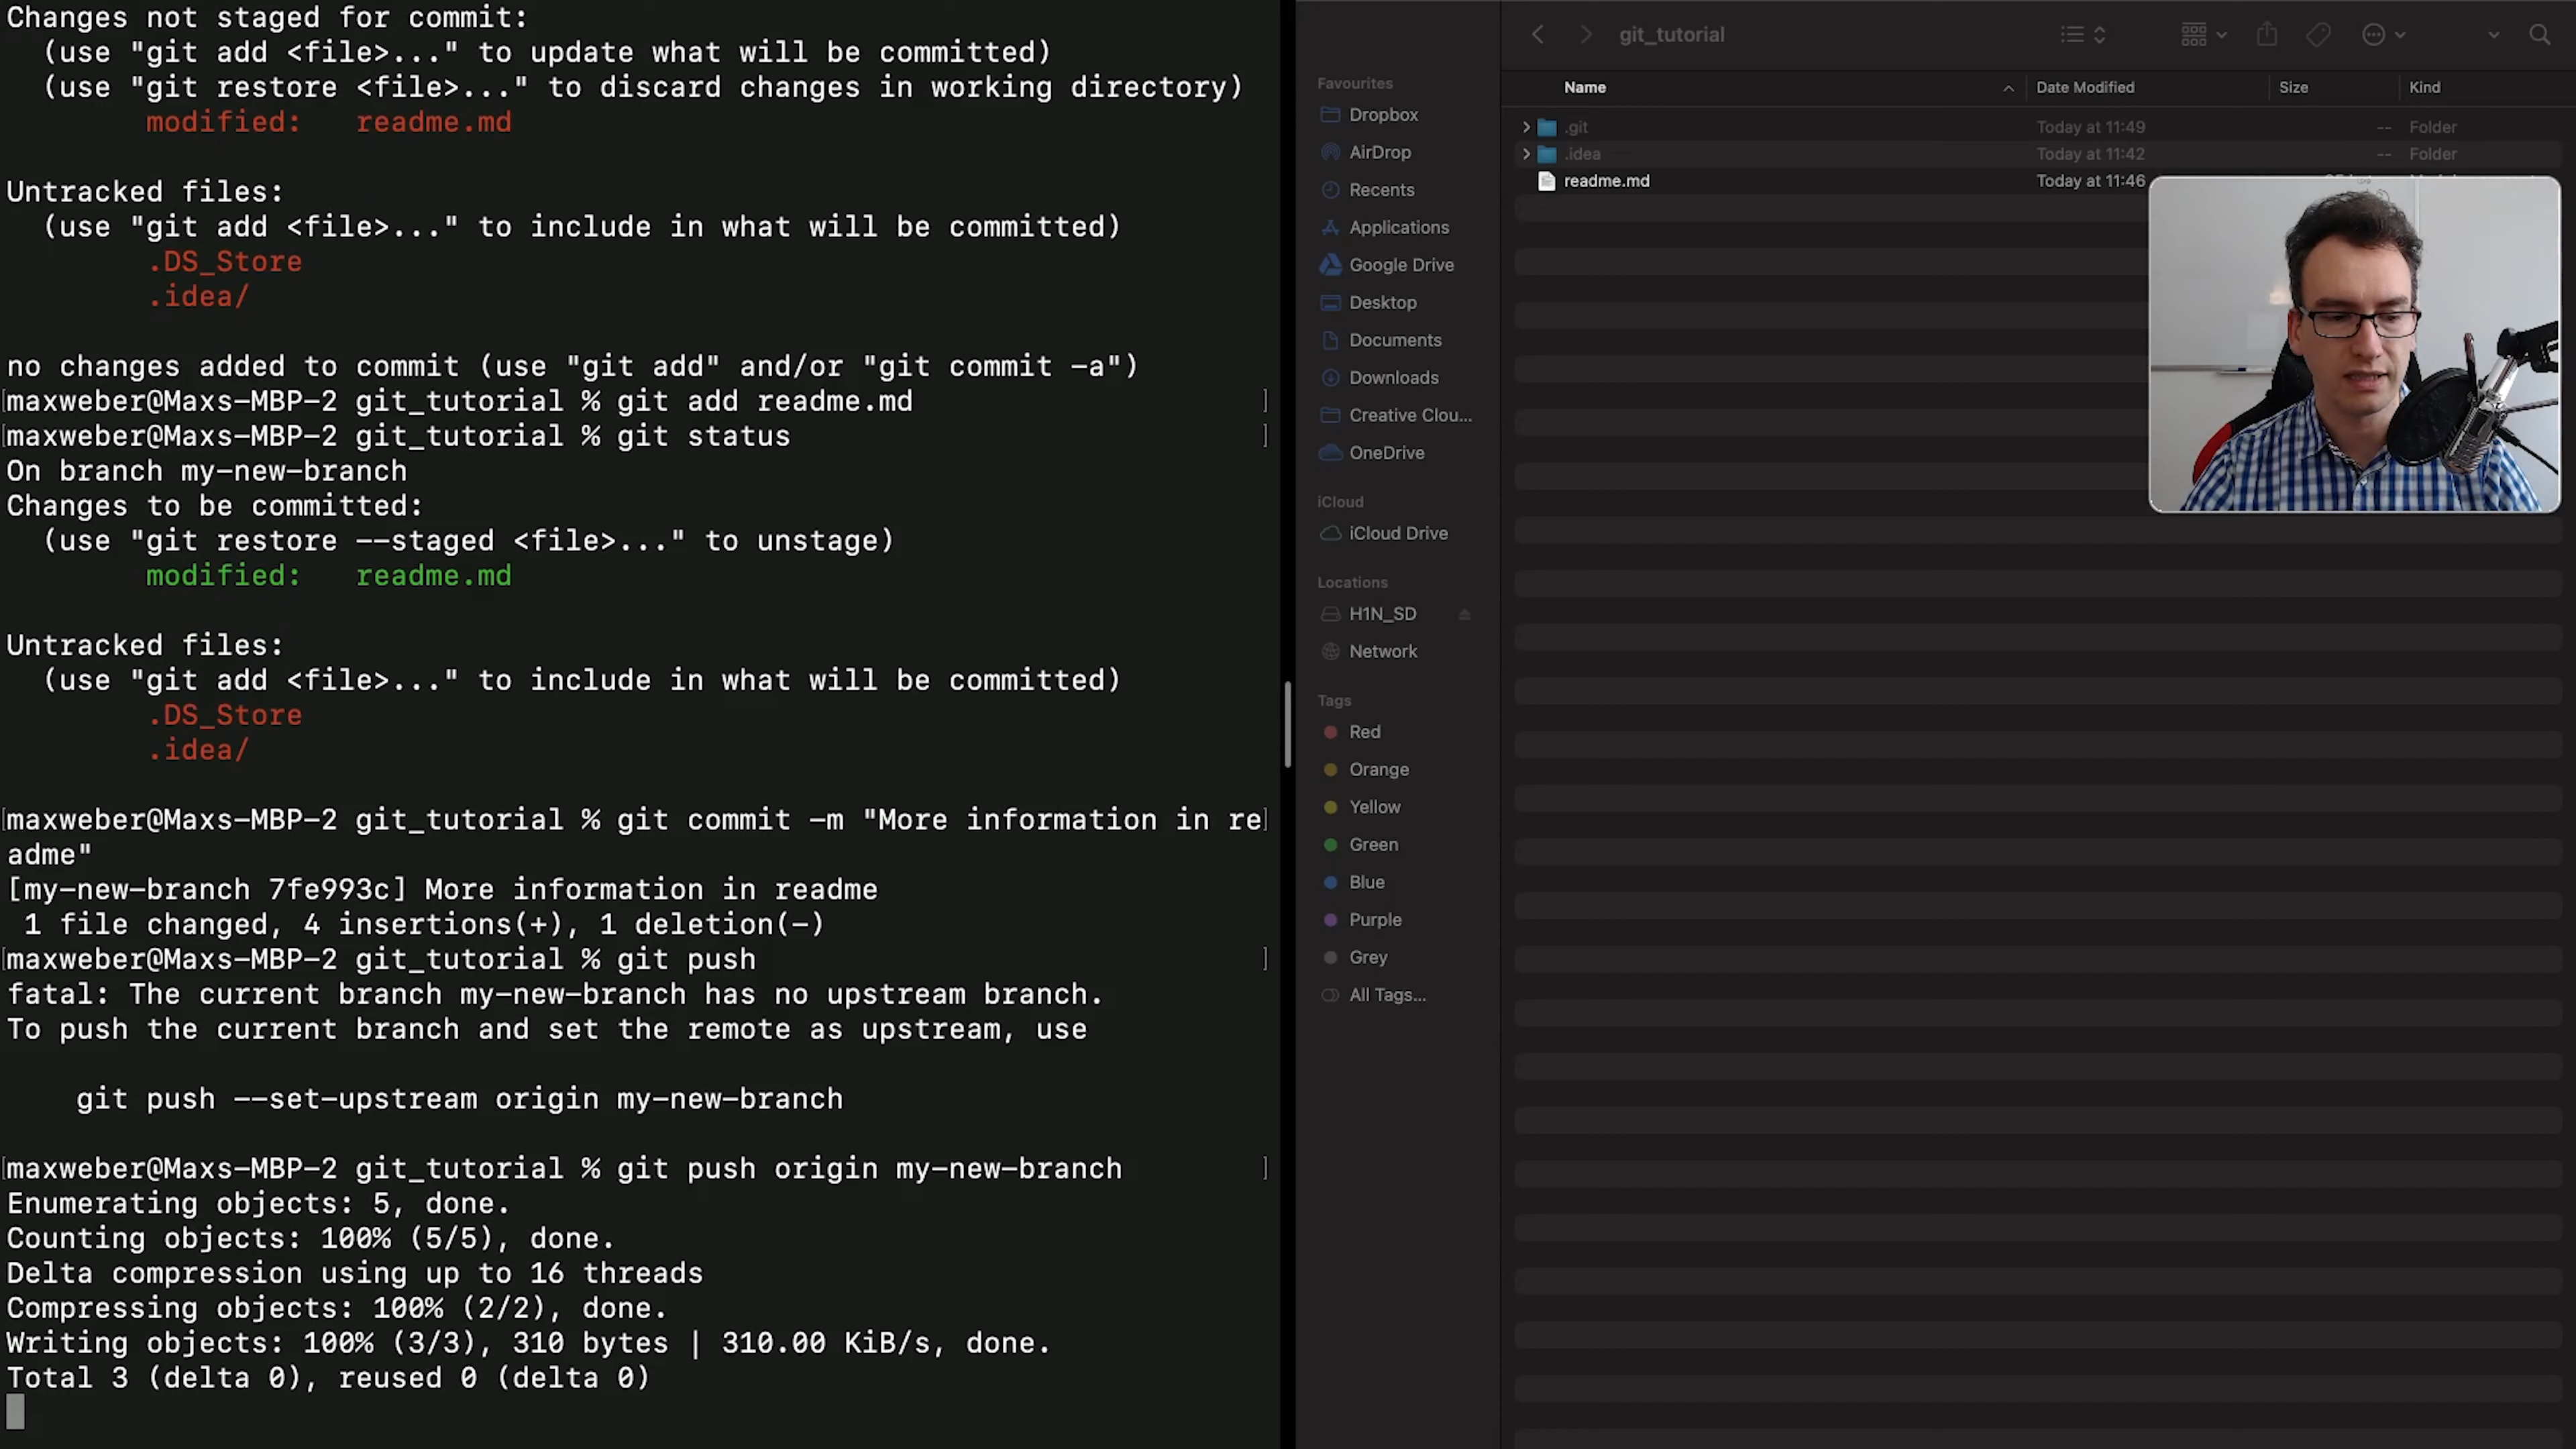 Changes not staged for commit:
(use "git add <file>..." to update what will be committed)
(use "git restore <file>..." to discard changes in working directory)
modified:   readme.md
Untracked files:
(use "git add <file>..." to include in what will be committed)
.DS_Store
.idea/
no changes added to commit (use "git add" and/or "git commit -a")
[maxweber@Maxs-MBP-2 git_tutorial % git add readme.md ]
[maxweber@Maxs-MBP-2 git_tutorial % git status ]
On branch my-new-branch
Changes to be committed:
(use "git restore --staged <file>..." to unstage)
modified:   readme.md
Untracked files:
(use "git add <file>..." to include in what will be committed)
.DS_Store
.idea/
[maxweber@Maxs-MBP-2 git_tutorial % git commit -m "More information in re]
adme"
[my-new-branch 7fe993c] More information in readme
1 file changed, 4 insertions(+), 1 deletion(-)
[maxweber@Maxs-MBP-2 git_tutorial % git push ]
fatal: The current branch my-new-branch has no upstream branch.
To push the current branch and set the remote as upstream, use
git push --set-upstream origin my-new-branch
[maxweber@Maxs-MBP-2 git_tutorial % git push origin my-new-branch ]
Enumerating objects: 5, done.
Counting objects: 100% (5/5), done.
Delta compression using up to 16 threads
Compressing objects: 100% (2/2), done.
Writing objects: 100% (3/3), 310 bytes | 310.00 KiB/s, done.
Total 3 (delta 0), reused 0 (delta 0)
git_tutorial
Favourites
Dropbox
AirDrop
Recents
Applications
Google Drive
Desktop
Documents
Downloads
Creative Clou...
OneDrive
iCloud
iCloud Drive
Locations
H1N_SD
Network
Tags
Red
Orange
Yellow
Green
Blue
Purple
Grey
All Tags...
Name Date Modified Size Kind
.git Today at 11:49 -- Folder
.idea Today at 11:42 -- Folder
readme.md Today at 11:46